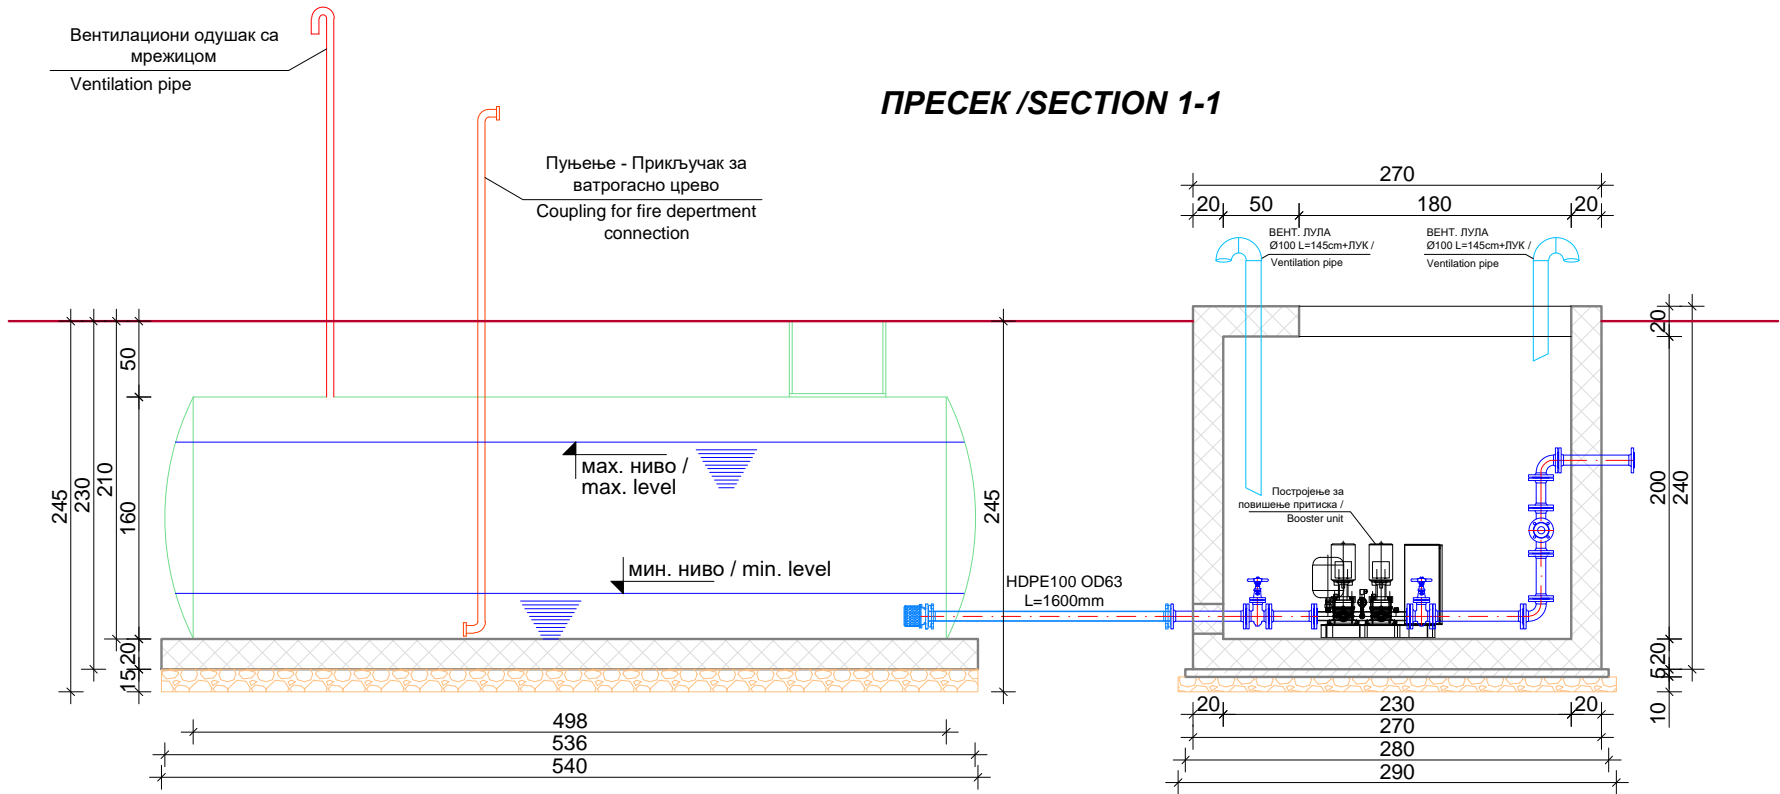 Вентилациони одушак са
мрежицом
Ventilation pipe
ПРЕСЕК /SECTION 1-1
Пуњење - Прикључак за
ватрогасно црево
Coupling for fire depertment
connection
270
20
50
180
20
ВЕНТ. ЛУЛА
Ø100 L=145cm+ЛУК /
Ventilation pipe
ВЕНТ. ЛУЛА
Ø100 L=145cm+ЛУК /
Ventilation pipe
245
230
210
50
160
20
15
мах. ниво /
max. level
мин. ниво / min. level
245
HDPE100 OD63
L=1600mm
Постројење за
повишење притиска /
Booster unit
20
200
240
20
5
10
498
536
540
20
230
20
270
280
290